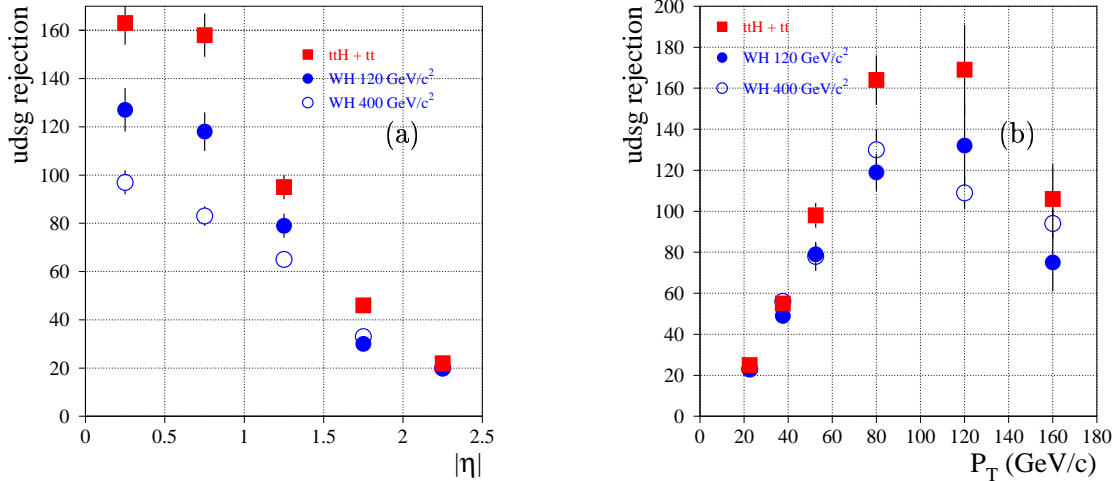 udsg rejection
160
140
120
100
80
60
40
20
0
ttH + tt
WH 120 GeV/c²
WH 400 GeV/c²
(a)
0 0.5 1 1.5 2 2.5
|η|
udsg rejection
200
180
160
140
120
100
80
60
40
20
0
ttH + tt
WH 120 GeV/c²
WH 400 GeV/c²
(b)
0 20 40 60 80 100 120 140 160 180
P_T (GeV/c)